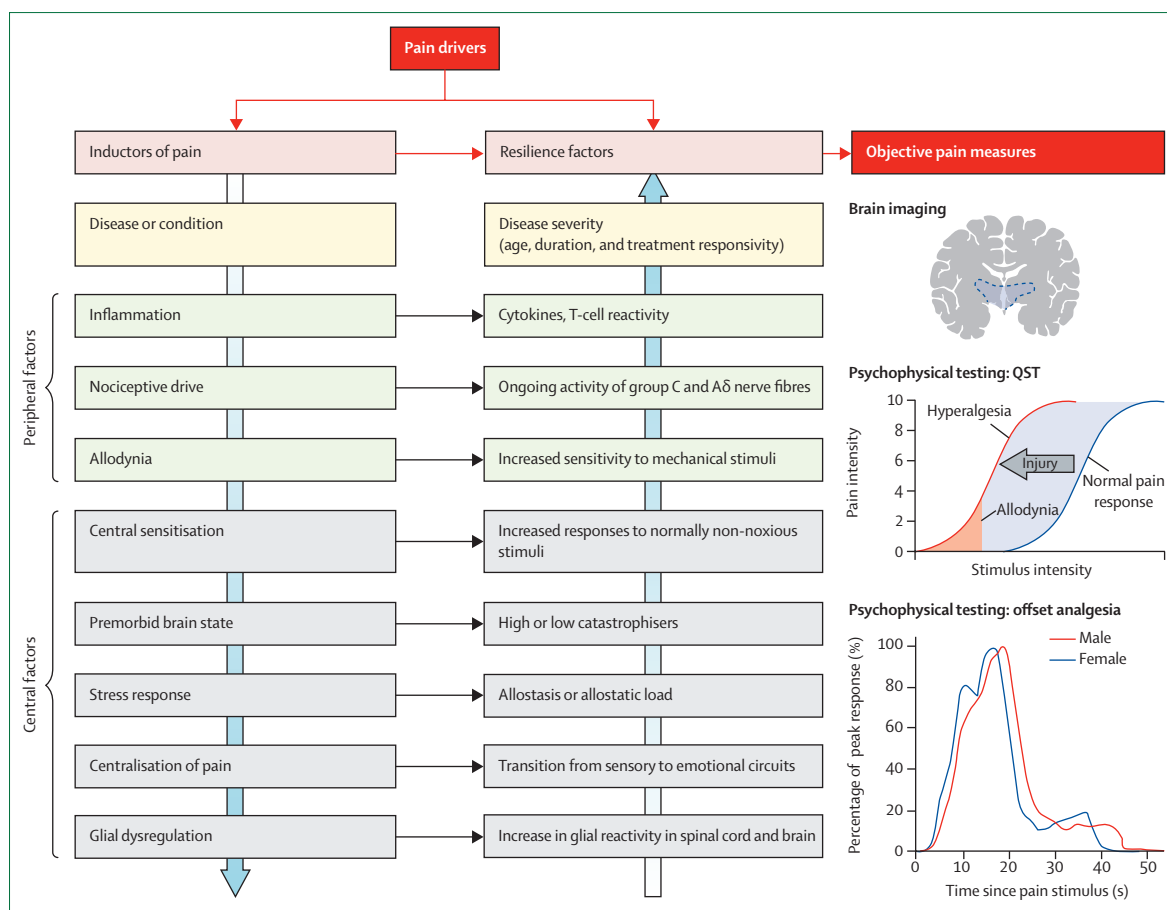 Pain drivers
Inductors of pain
Resilience factors
Objective pain measures
Disease or condition
Disease severity
(age, duration, and treatment responsivity)
Peripheral factors
Inflammation
Cytokines, T-cell reactivity
Nociceptive drive
Ongoing activity of group C and Aδ nerve fibres
Allodynia
Increased sensitivity to mechanical stimuli
Central factors
Central sensitisation
Increased responses to normally non-noxious
stimuli
Premorbid brain state
High or low catastrophisers
Stress response
Allostasis or allostatic load
Centralisation of pain
Transition from sensory to emotional circuits
Glial dysregulation
Increase in glial reactivity in spinal cord and brain
Brain imaging
Psychophysical testing: QST
Pain intensity
10
8
6
4
2
0
Hyperalgesia
Injury
Normal pain
response
Allodynia
Stimulus intensity
Psychophysical testing: offset analgesia
Male
Female
Percentage of peak response (%)
100
80
60
40
20
0
0
10
20
30
40
50
Time since pain stimulus (s)